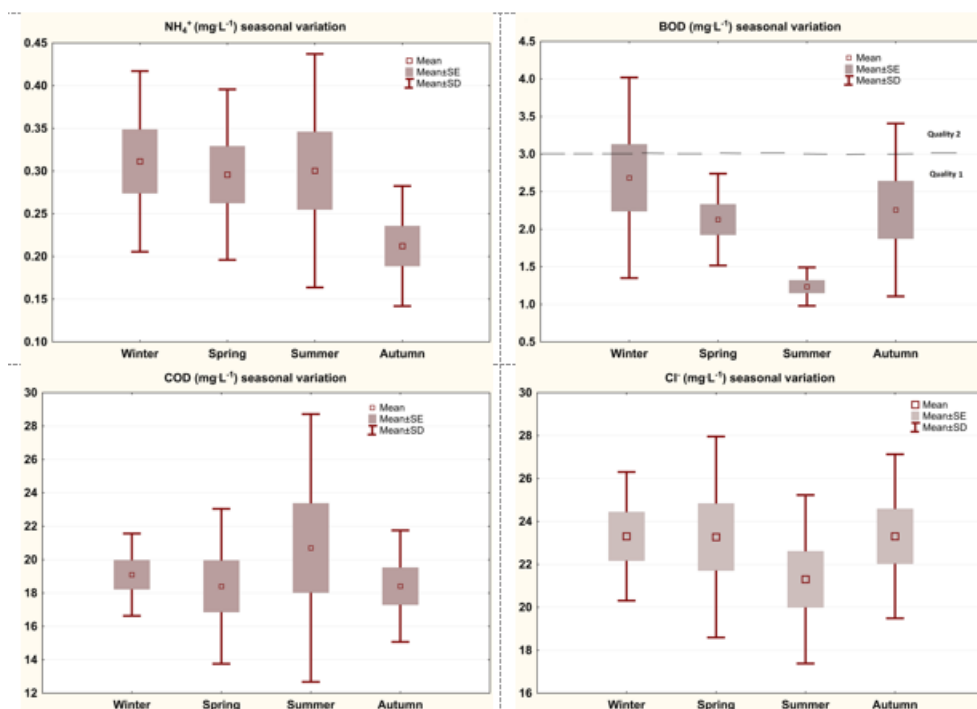 NH₄⁺ (mg·L⁻¹) seasonal variation
Mean
Mean±SE
Mean±SD
0.45
0.40
0.35
0.30
0.25
0.20
0.15
0.10
Winter Spring Summer Autumn
BOD (mg·L⁻¹) seasonal variation
Mean
Mean±SE
Mean±SD
4.5
4.0
3.5
3.0
2.5
2.0
1.5
1.0
0.5
Quality 2
Quality 1
Winter Spring Summer Autumn
COD (mg·L⁻¹) seasonal variation
Mean
Mean±SE
Mean±SD
30
28
26
24
22
20
18
16
14
12
Winter Spring Summer Autumn
Cl⁻ (mg·L⁻¹) seasonal variation
Mean
Mean±SE
Mean±SD
30
28
26
24
22
20
18
16
Winter Spring Summer Autumn